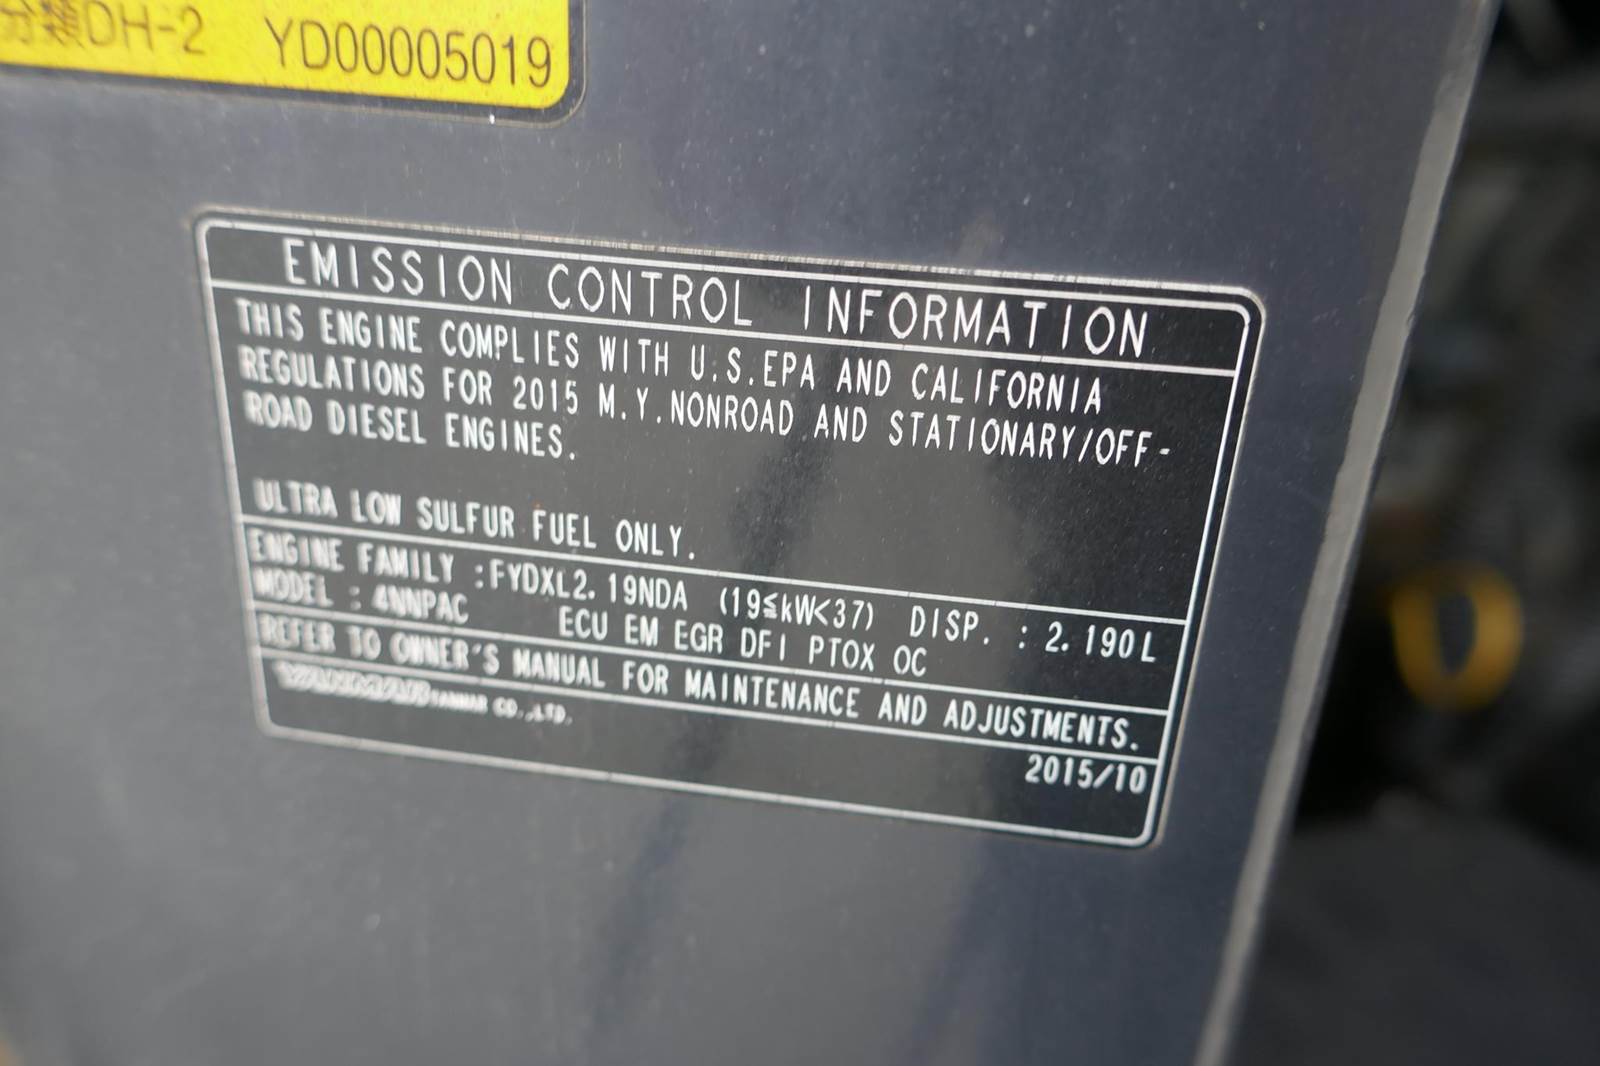 分類DH-2 YD00005019
EMISSION CONTROL INFORMATION
THIS ENGINE COMPLIES WITH U.S.EPA AND CALIFORNIA
REGULATIONS FOR 2015 M.Y.NONROAD AND STATIONARY/OFF-
ROAD DIESEL ENGINES.
ULTRA LOW SULFUR FUEL ONLY.
ENGINE FAMILY :FYDXL2.19NDA (19≦kW<37) DISP. : 2.190L
MODEL : 4NNPAC ECU EM EGR DFI PTOX OC
REFER TO OWNER'S MANUAL FOR MAINTENANCE AND ADJUSTMENTS.
YANMAR CO.,LTD.
2015/10